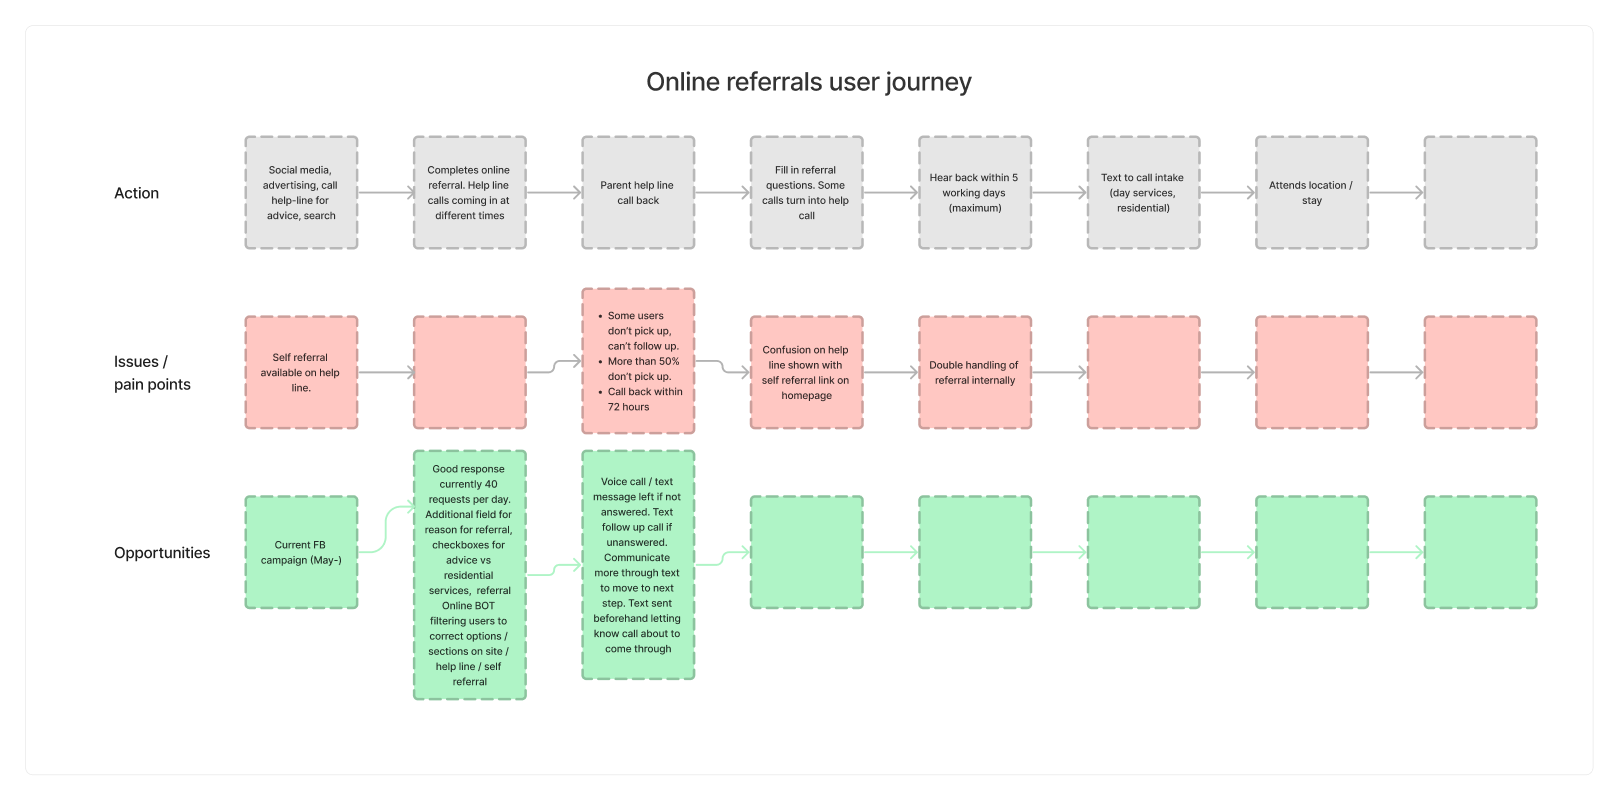 Online referrals user journey
Action
Social media,
advertising, call
help-line for
advice, search
Completes online
referral. Help line
calls coming in at
different times
Parent help line
call back
Fill in referral
questions. Some
calls turn into help
call
Hear back within 5
working days
(maximum)
Text to call intake
(day services,
residential)
Attends location /
stay
Issues /
pain points
Self referral
available on help
line.
• Some users
don’t pick up,
can’t follow up.
• More than 50%
don’t pick up.
• Call back within
72 hours
Confusion on help
line shown with
self referral link on
homepage
Double handling of
referral internally
Opportunities
Current FB
campaign (May-)
Good response
currently 40
requests per day.
Additional field for
reason for referral,
checkboxes for
advice vs
residential
services,  referral
Online BOT
filtering users to
correct options /
sections on site /
help line / self
referral
Voice call / text
message left if not
answered. Text
follow up call if
unanswered.
Communicate
more through text
to move to next
step. Text sent
beforehand letting
know call about to
come through